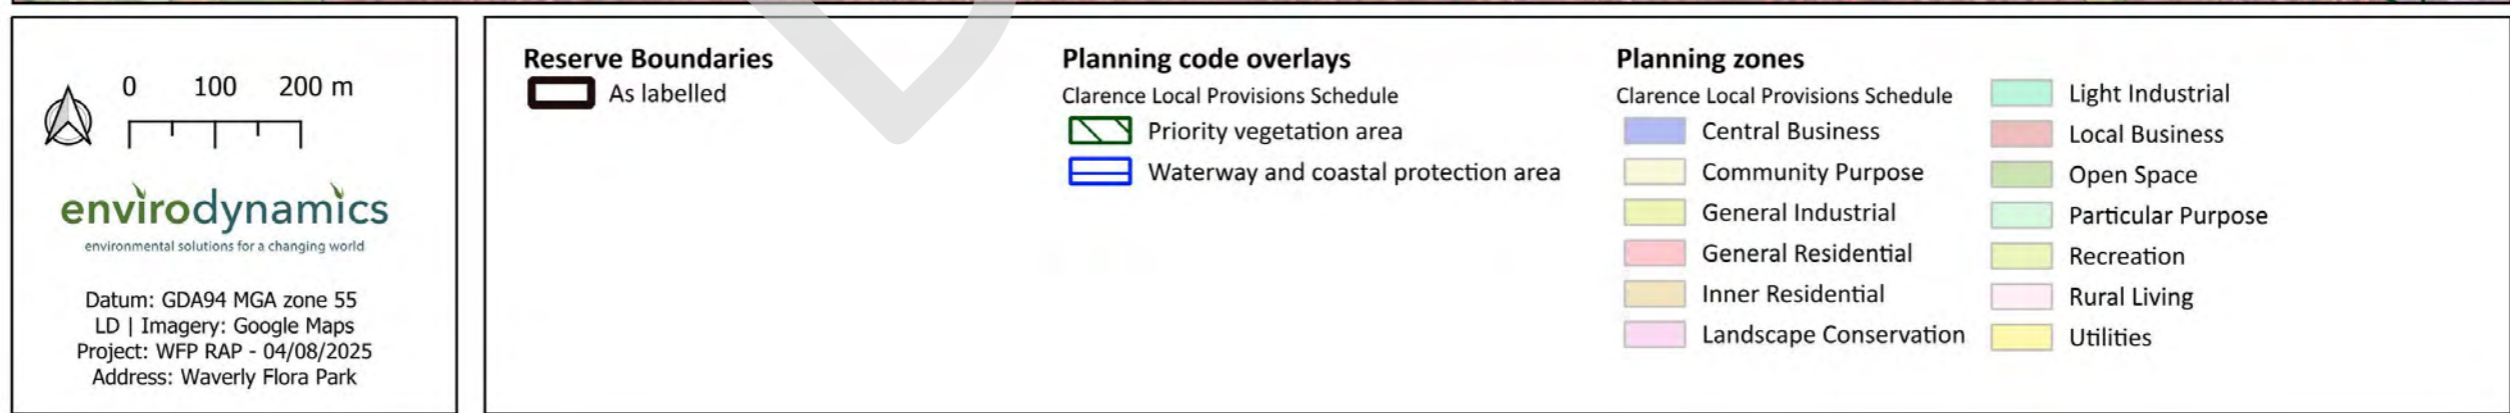 0 100 200 m
envirodynamics
environmental solutions for a changing world
Datum: GDA94 MGA zone 55
LD | Imagery: Google Maps
Project: WFP RAP - 04/08/2025
Address: Waverly Flora Park
Reserve Boundaries
As labelled
Planning code overlays
Clarence Local Provisions Schedule
Priority vegetation area
Waterway and coastal protection area
Planning zones
Clarence Local Provisions Schedule
Central Business
Community Purpose
General Industrial
General Residential
Inner Residential
Landscape Conservation
Light Industrial
Local Business
Open Space
Particular Purpose
Recreation
Rural Living
Utilities